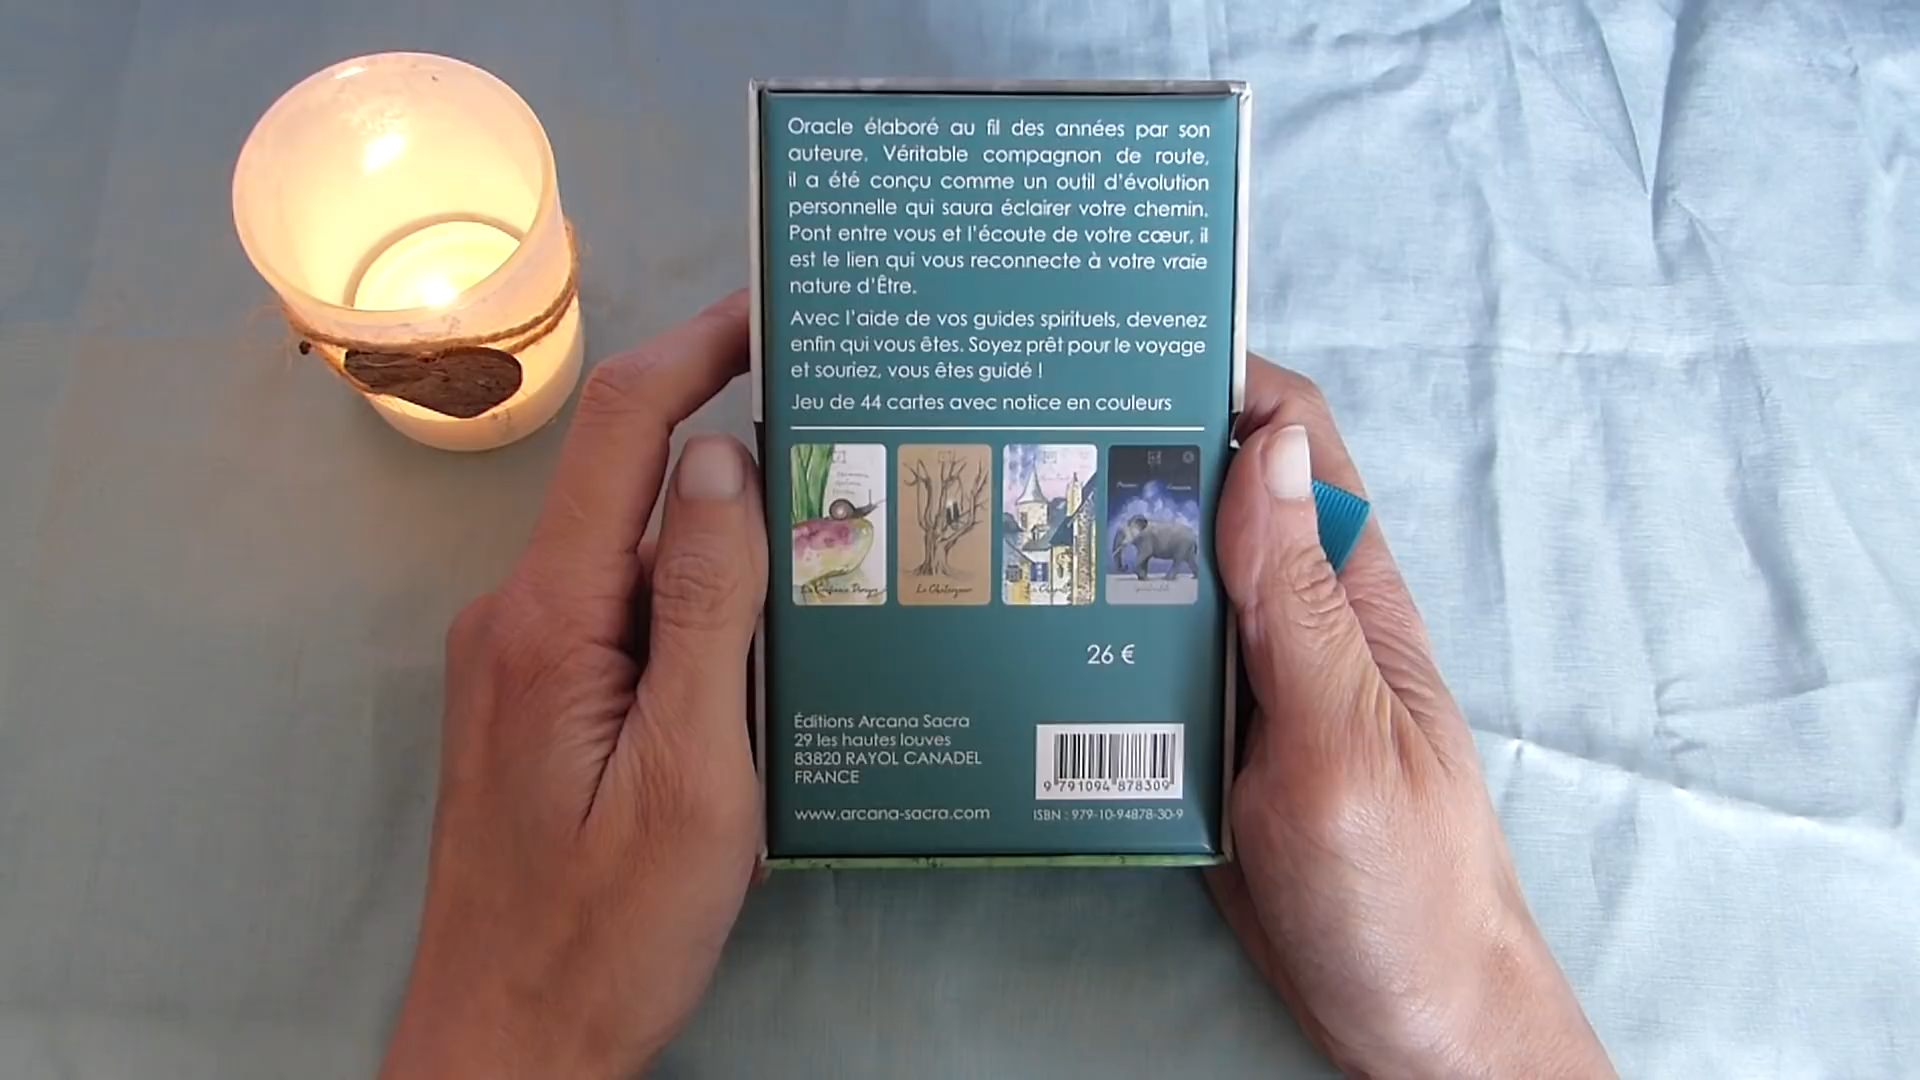 Oracle élaboré au fil des années par son
auteure. Véritable compagnon de route,
il a été conçu comme un outil d'évolution
personnelle qui saura éclairer votre chemin.
Pont entre vous et l'écoute de votre cœur, il
est le lien qui vous reconnecte à votre vraie
nature d'Être.
Avec l'aide de vos guides spirituels, devenez
enfin qui vous êtes. Soyez prêt pour le voyage
et souriez, vous êtes guidé !
Jeu de 44 cartes avec notice en couleurs
26 €
Éditions Arcana Sacra
29 les hautes louves
83820 RAYOL CANADEL
FRANCE
www.arcana-sacra.com
9 791094 878309
ISBN : 979-10-94878-30-9